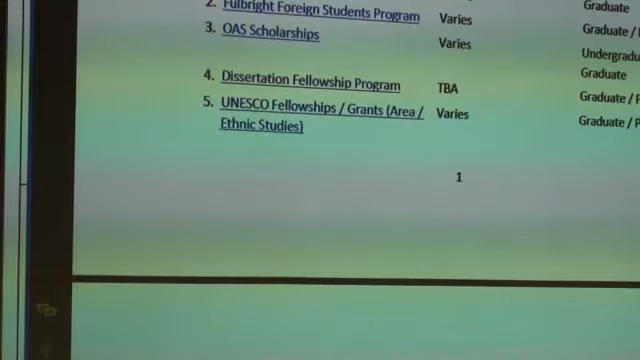 2. Fulbright Foreign Students Program Varies Graduate
3. OAS Scholarships Varies Graduate /
Undergradu
Graduate
4. Dissertation Fellowship Program TBA Graduate / P
5. UNESCO Fellowships / Grants (Area / Varies Graduate / P
Ethnic Studies)
1